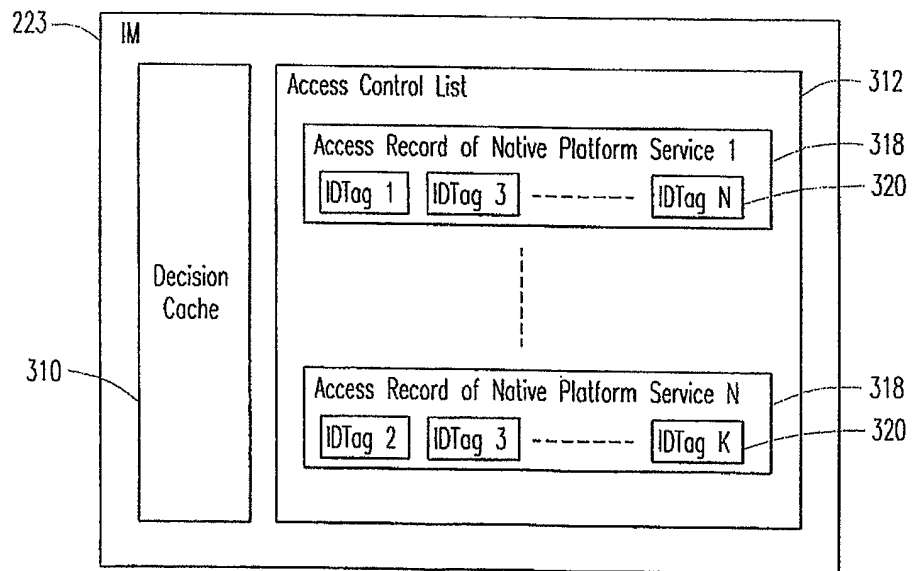 223
IM
Access Control List
312
Access Record of Native Platform Service 1
318
IDTag 1 IDTag 3 IDTag N
320
Decision
Cache
310
Access Record of Native Platform Service N
318
IDTag 2 IDTag 3 IDTag K
320